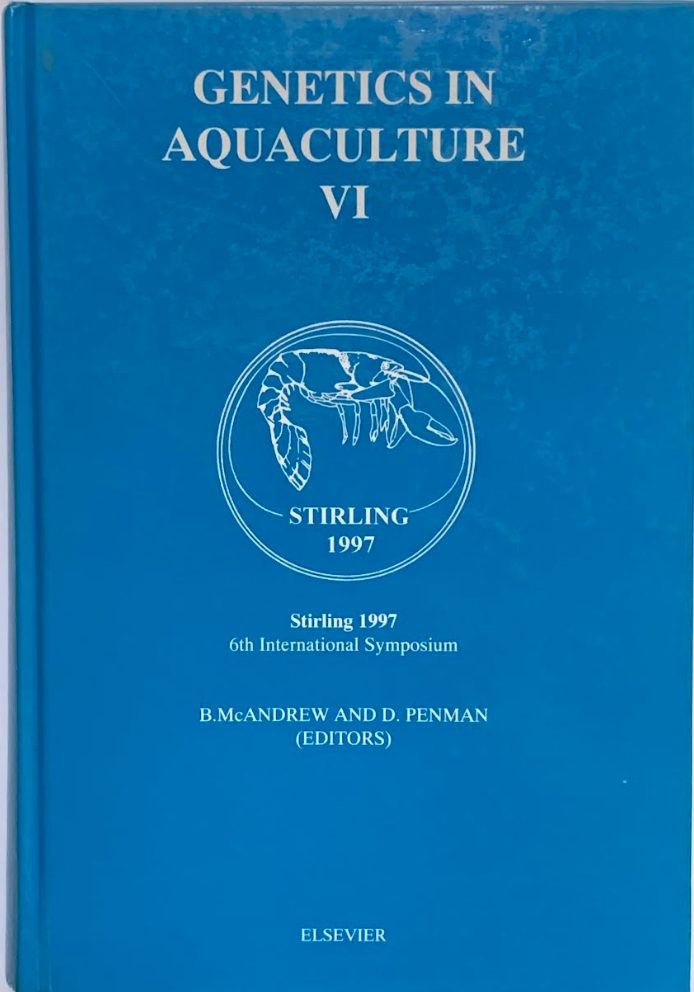 GENETICS IN
AQUACULTURE
VI
STIRLING
1997
Stirling 1997
6th International Symposium
B.McANDREW AND D. PENMAN
(EDITORS)
ELSEVIER